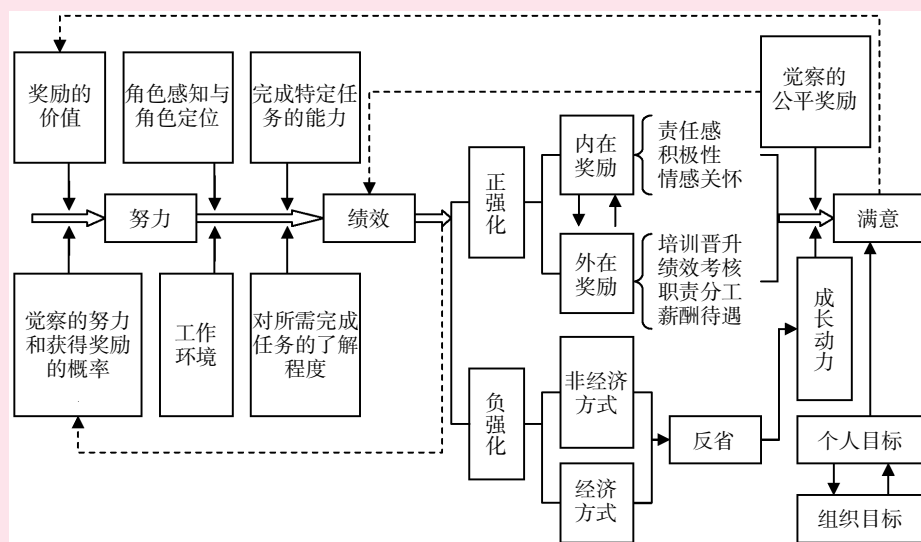 奖励的
价值
角色感知与
角色定位
完成特定任
务的能力
觉察的
公平奖励
努力
绩效
正强化
内在
奖励
责任感
积极性
情感关怀
外在
奖励
培训晋升
绩效考核
职责分工
薪酬待遇
满意
觉察的努力
和获得奖励
的概率
工作
环境
对所需完成
任务的了解
程度
成长动力
负强化
非经济
方式
经济
方式
反省
个人目标
组织目标